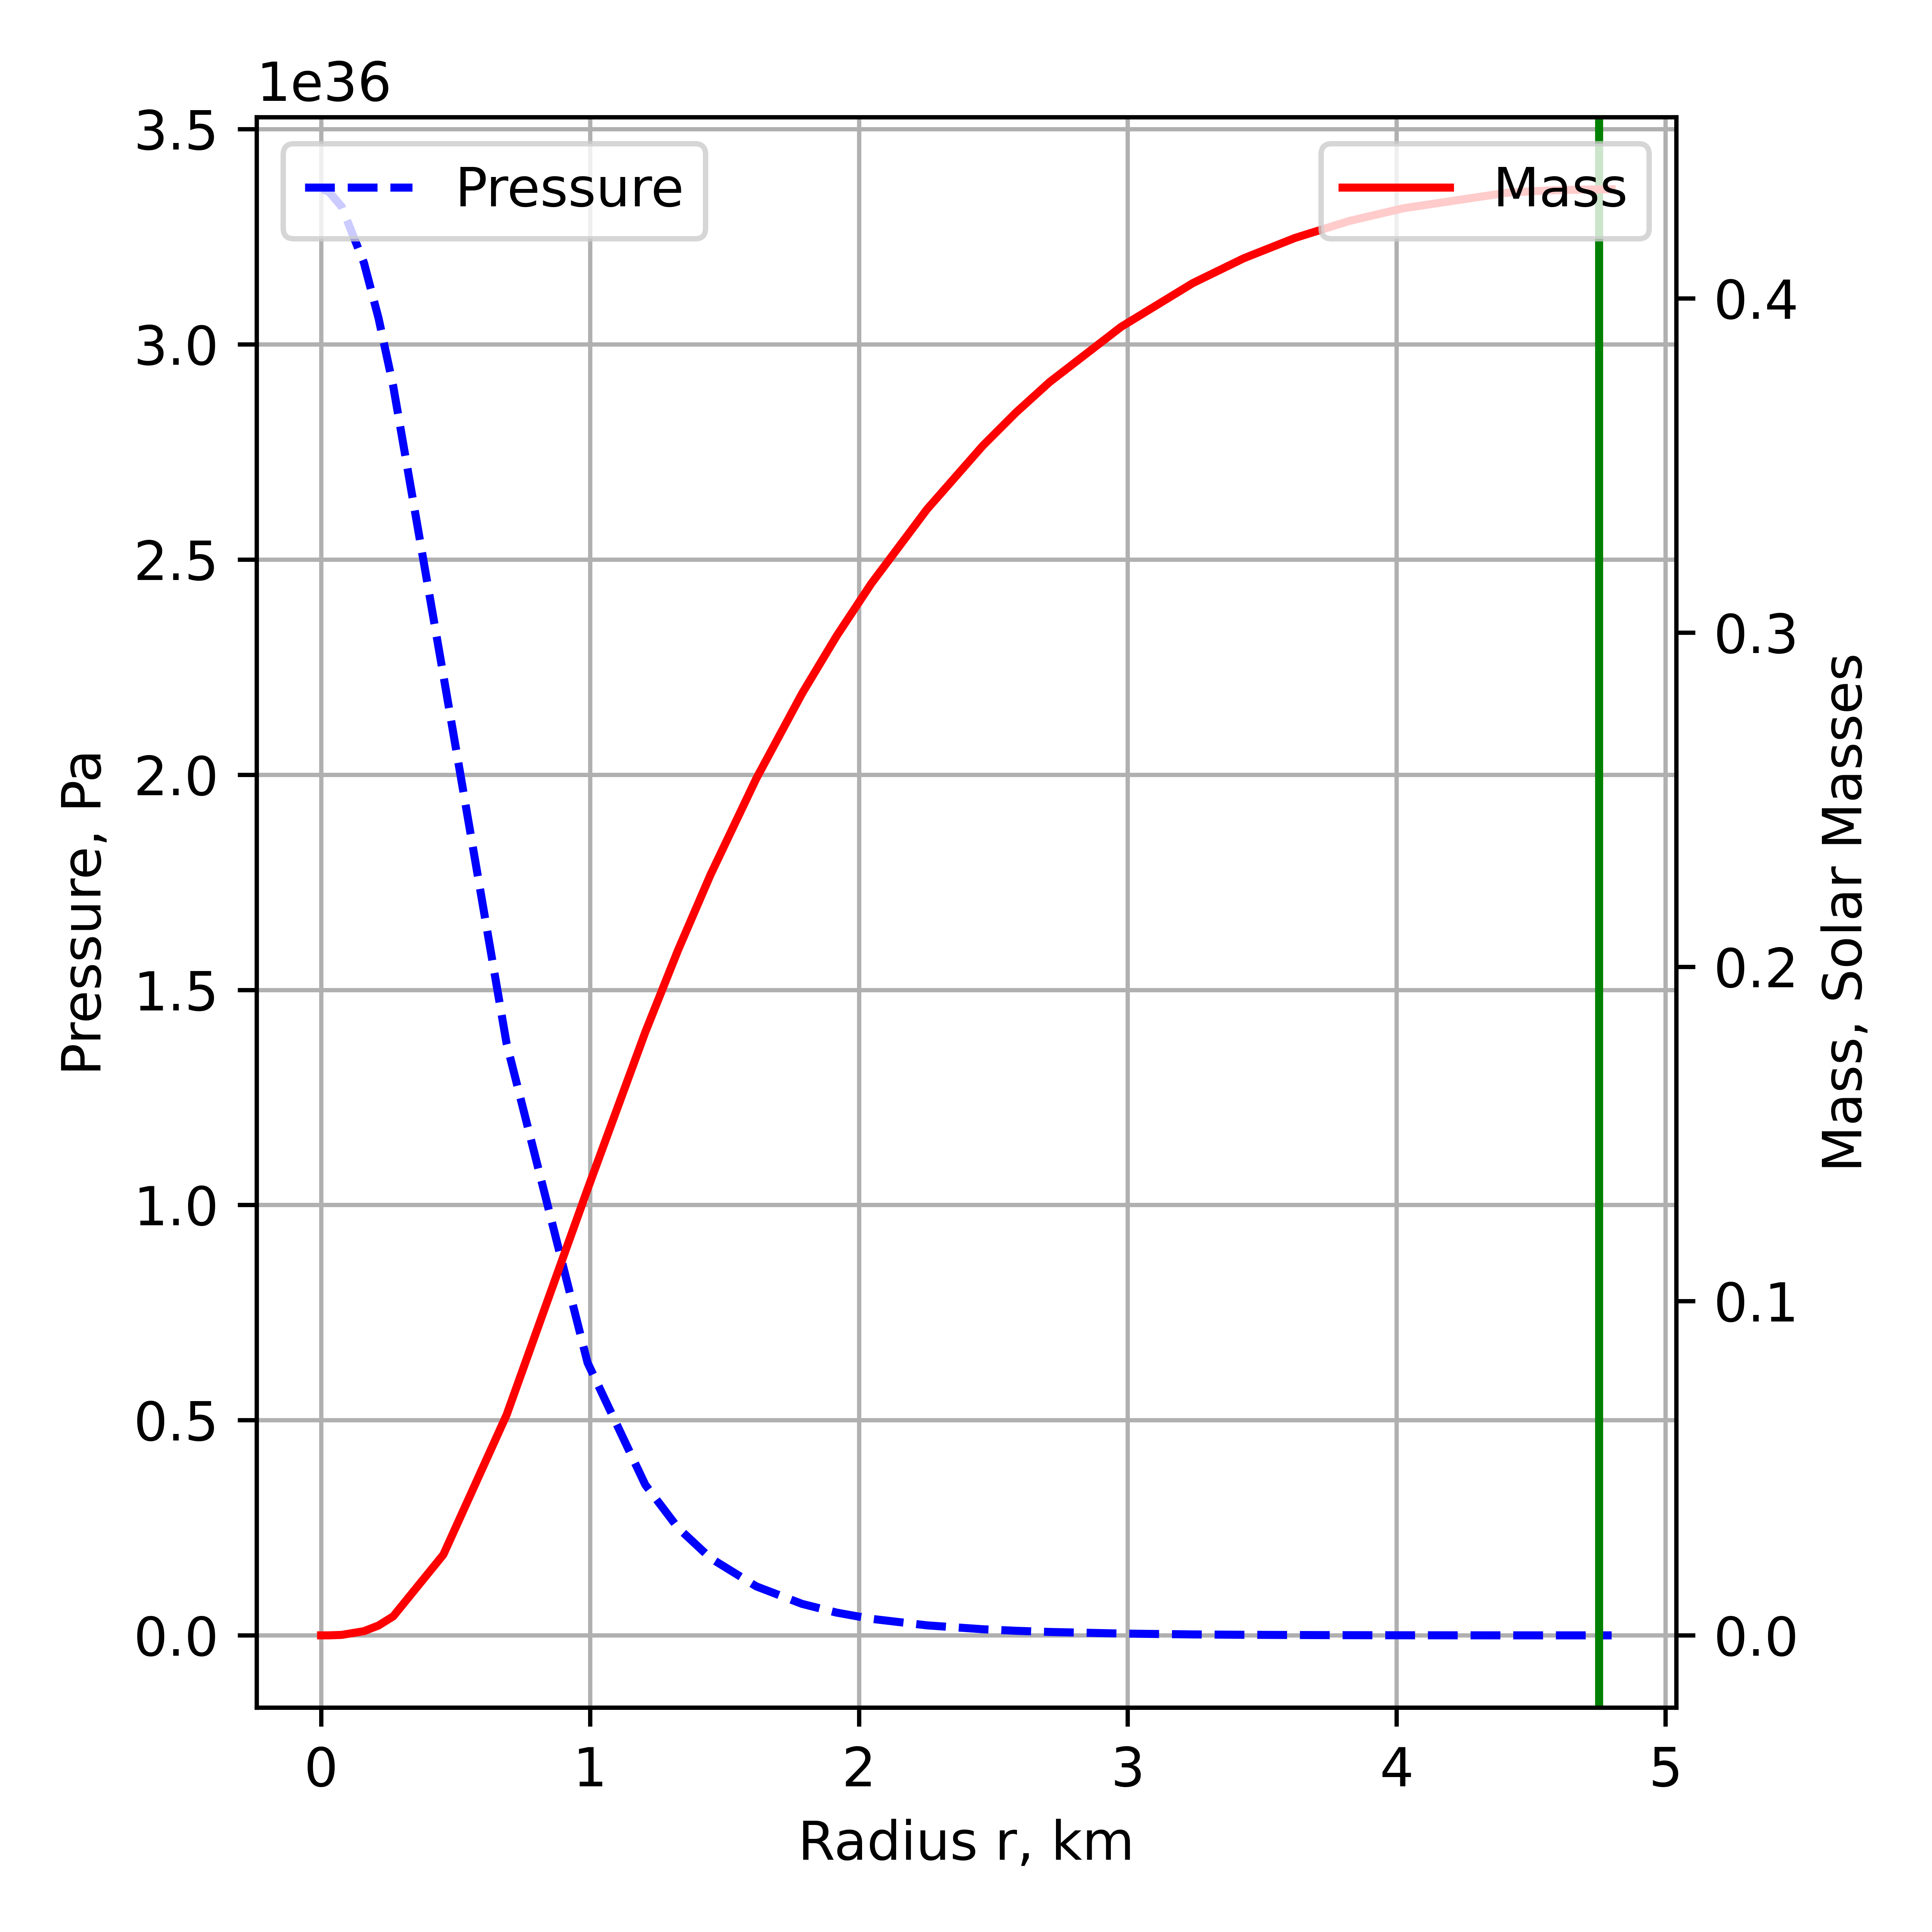 1e36
3.5
3.0
2.5
2.0
1.5
1.0
0.5
0.0
Pressure, Pa
Pressure
Mass
0.4
0.3
0.2
0.1
0.0
Mass, Solar Masses
0 1 2 3 4 5
Radius r, km